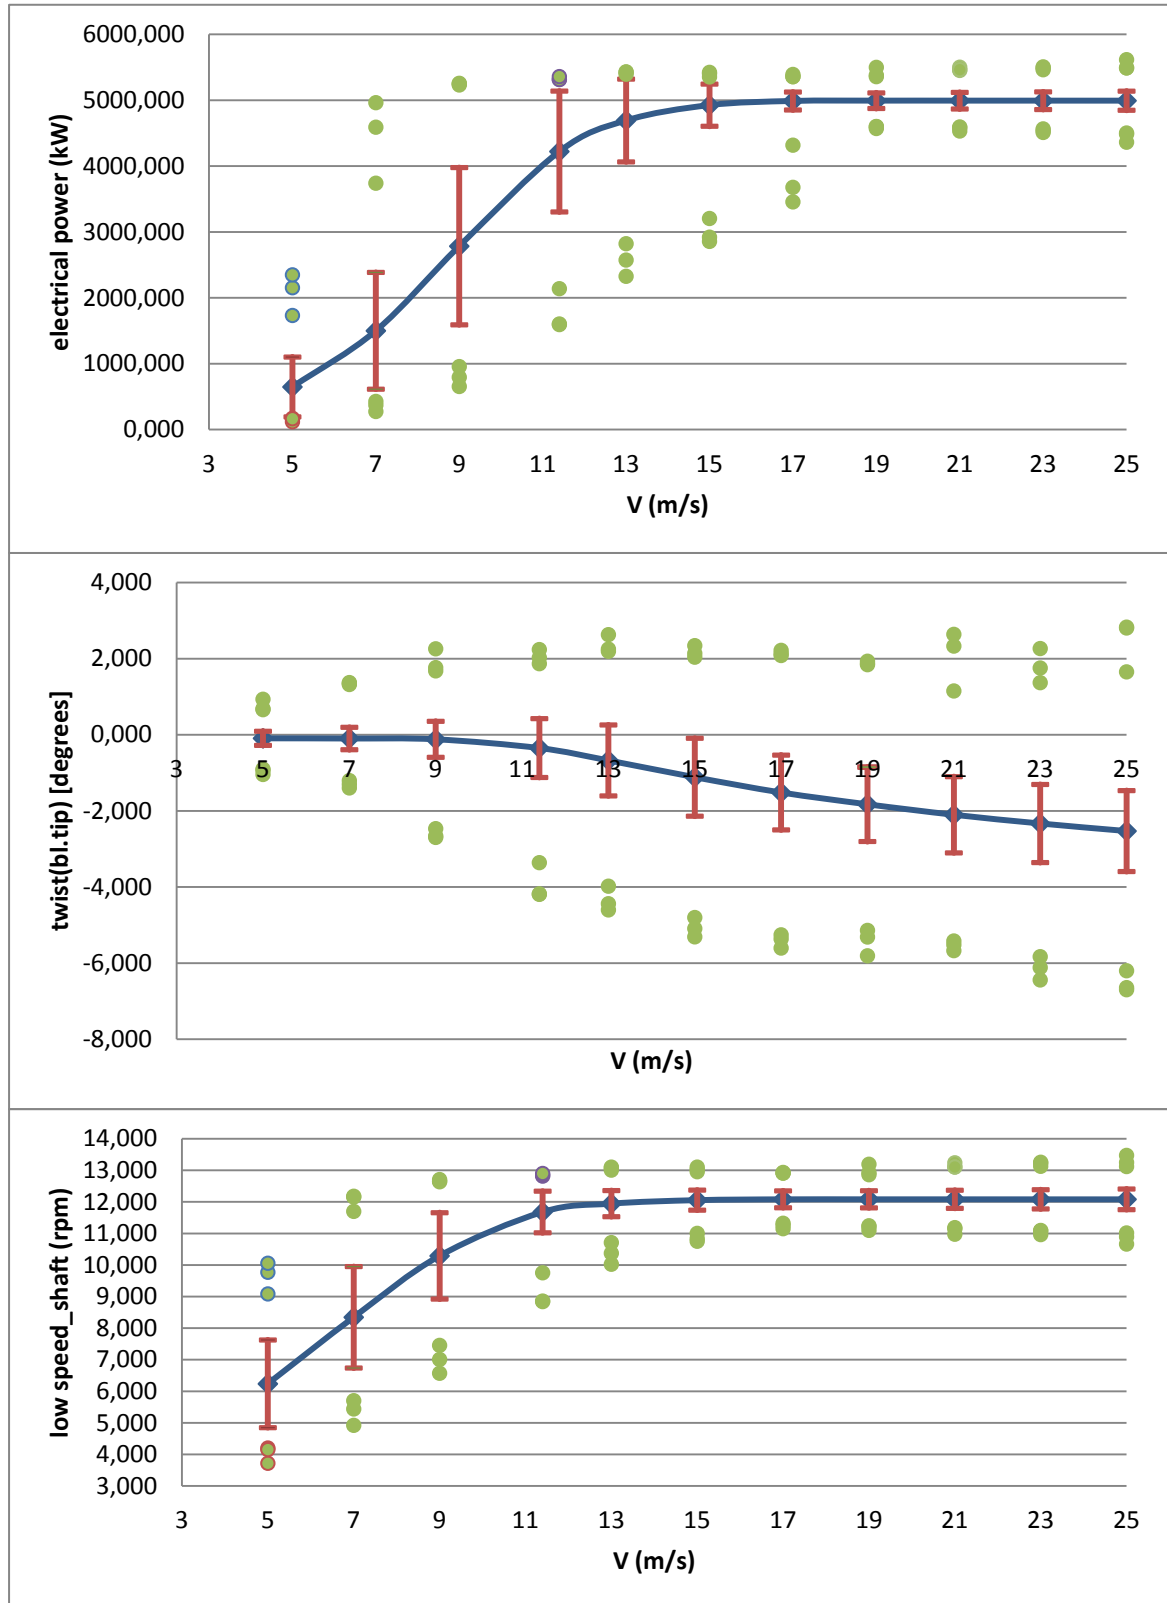 6000,000
5000,000
4000,000
3000,000
2000,000
1000,000
0,000
electrical power (kW)
3 5 7 9 11 13 15 17 19 21 23 25
V (m/s)
4,000
2,000
0,000
-2,000
-4,000
-6,000
-8,000
twist(bl.tip) [degrees]
3 5 7 9 11 13 15 17 19 21 23 25
V (m/s)
14,000
13,000
12,000
11,000
10,000
9,000
8,000
7,000
6,000
5,000
4,000
3,000
low speed_shaft (rpm)
3 5 7 9 11 13 15 17 19 21 23 25
V (m/s)